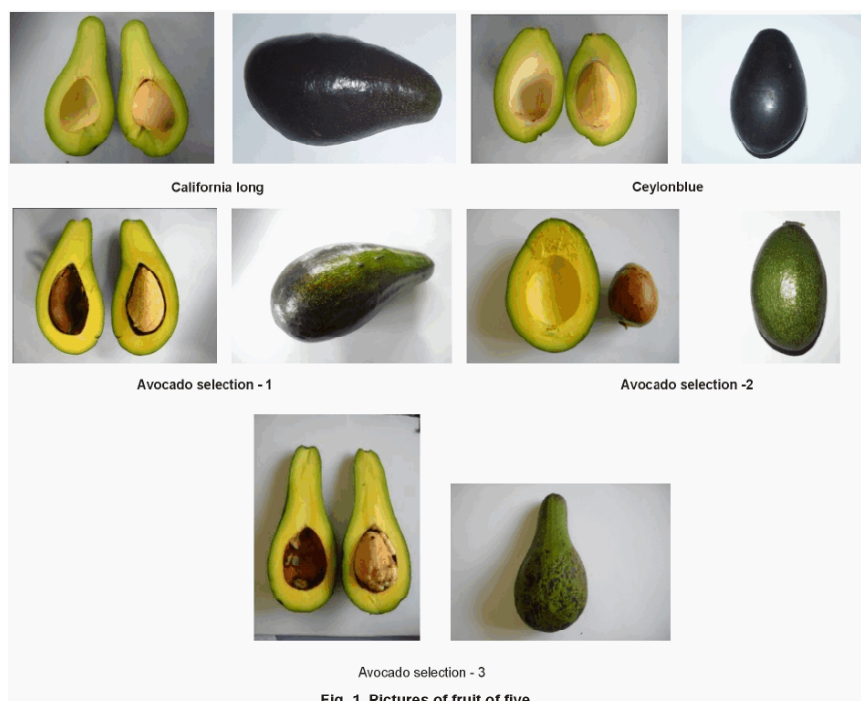 California long
Ceylonblue
Avocado selection - 1
Avocado selection -2
Avocado selection - 3
Fig. 1. Pictures of fruit of five